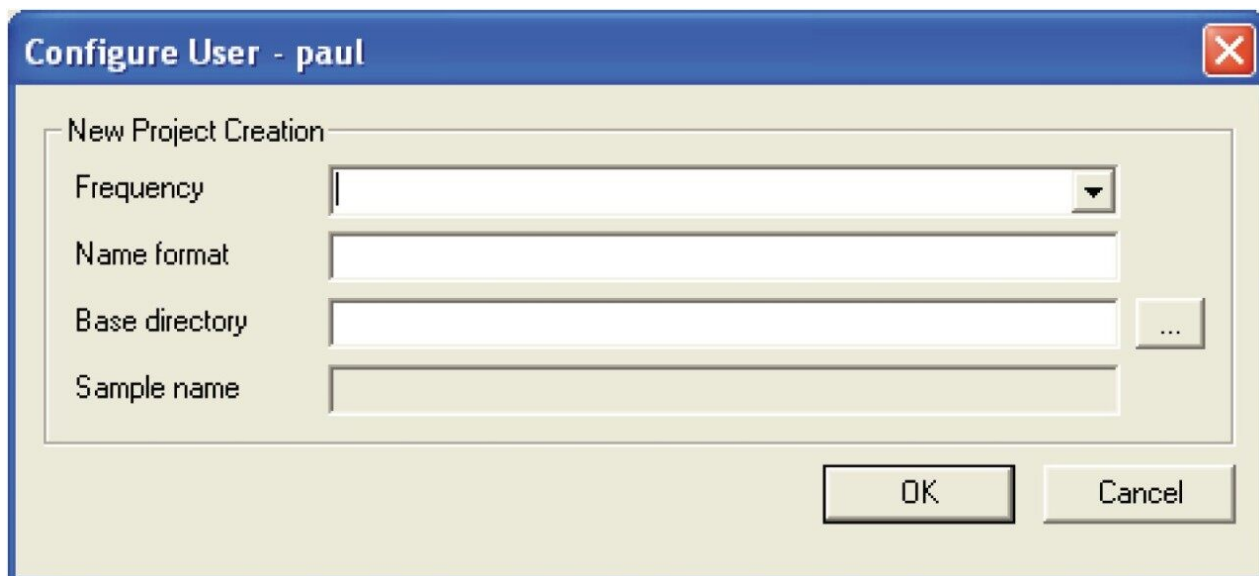 Configure User - paul
New Project Creation
Frequency
Name format
Base directory
...
Sample name
OK
Cancel